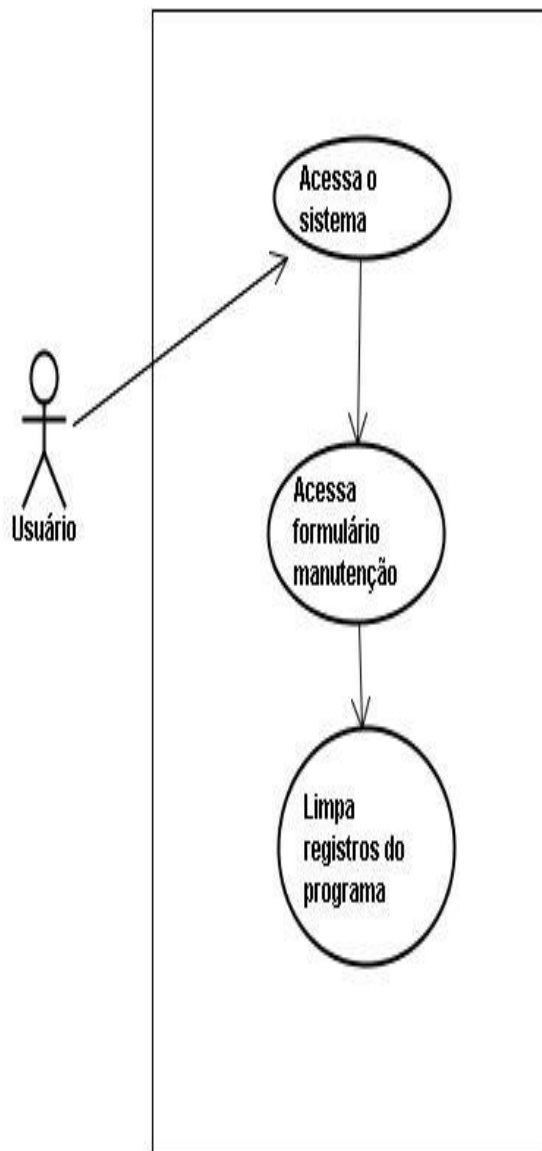 Acessa o
sistema
Usuário
Acessa
formulário
manutenção
Limpa
registros do
programa